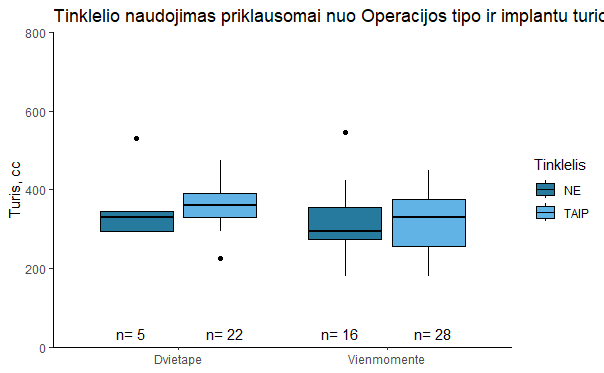 Tinklelio naudojimas priklausomai nuo Operacijos tipo ir implantu turio
Turis, cc
800
600
400
200
0
n= 5
n= 22
n= 16
n= 28
Dvietape
Vienmomente
Tinklelis
NE
TAIP